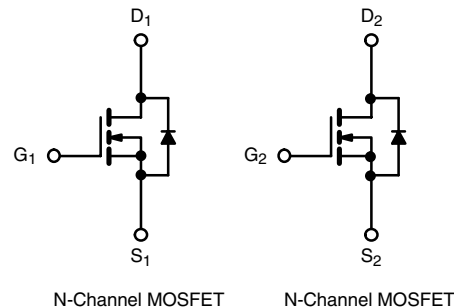 D1 D2
G1 G2
S1 S2
N-Channel MOSFET N-Channel MOSFET